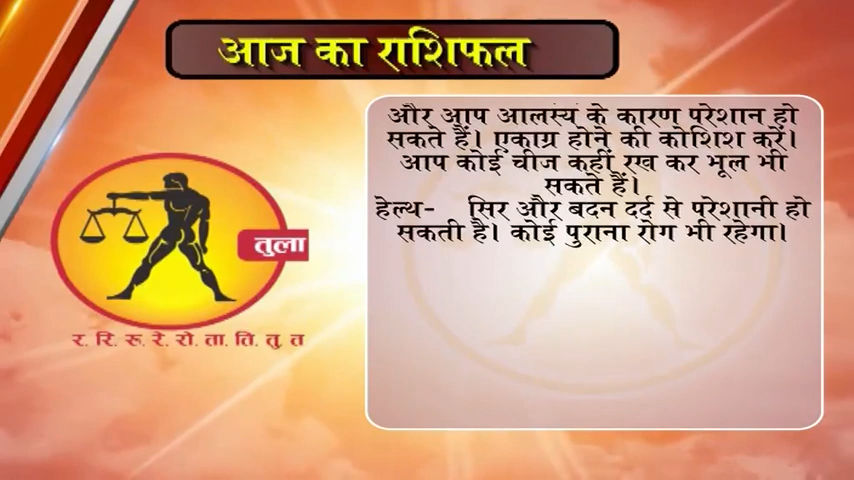 आज का राशिफल
और आप आलस्य के कारण परेशान हो
सकते हैं। एकाग्र होने की कोशिश करें।
आप कोई चीज कहीं रख कर भूल भी
सकते हैं।
हेल्थ- सिर और बदन दर्द से परेशानी हो
सकती है। कोई पुराना रोग भी रहेगा।
तुला
र. रि. रू. रे. रो. ता. ति. तु. त